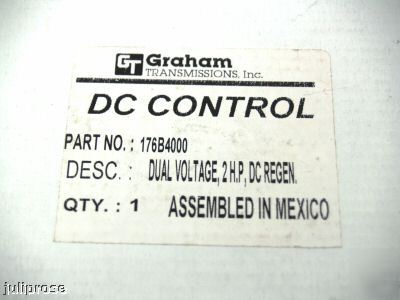 GT Graham
TRANSMISSIONS, Inc.
DC CONTROL
PART NO. : 176B4000
DESC. : DUAL VOLTAGE, 2 H.P, DC REGEN.
QTY. : 1 ASSEMBLED IN MEXICO
juliprose